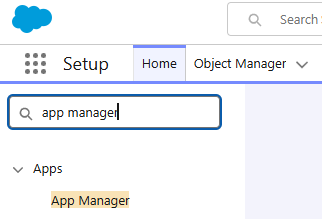 Search S
Setup
Home
Object Manager
app manager
Apps
App Manager